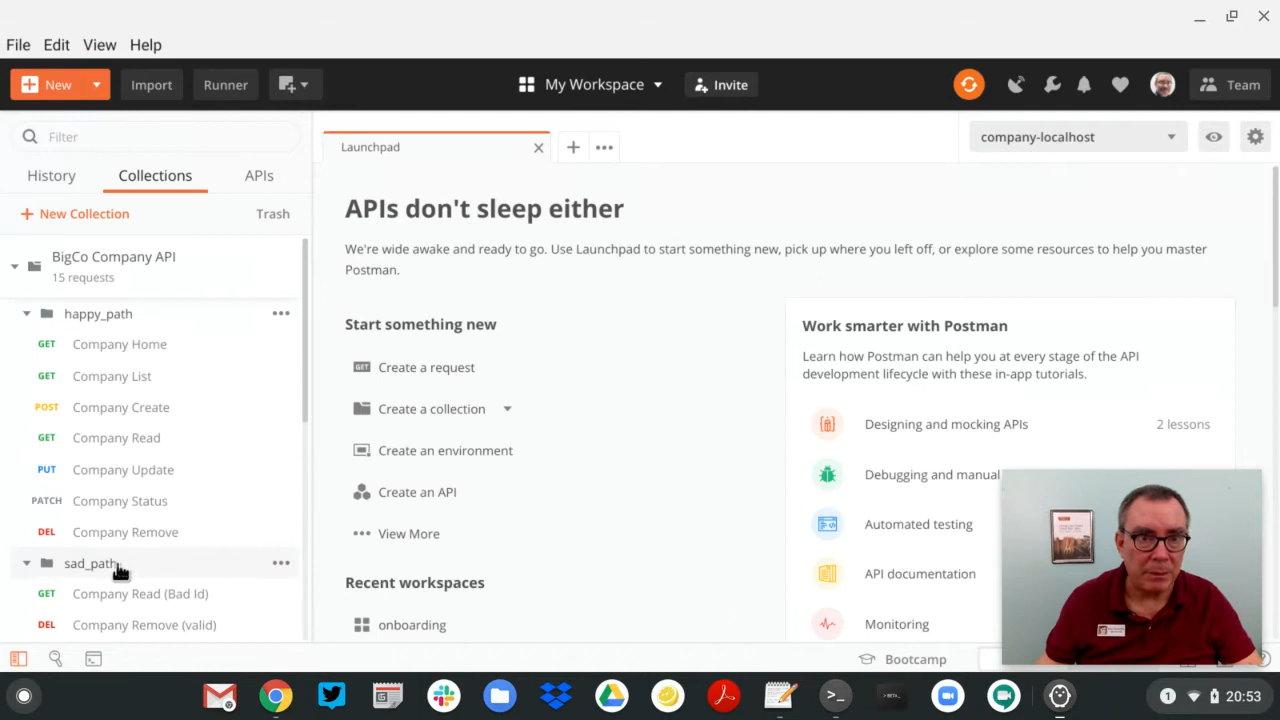 File Edit View Help
New Import Runner My Workspace Invite Team
Filter
Launchpad
company-localhost
History Collections APIs
New Collection Trash
APIs don't sleep either
We're wide awake and ready to go. Use Launchpad to start something new, pick up where you left off, or explore some resources to help you master
Postman.
BigCo Company API
15 requests
happy_path
GET Company Home
GET Company List
POST Company Create
GET Company Read
PUT Company Update
PATCH Company Status
DEL Company Remove
sad_path
GET Company Read (Bad Id)
DEL Company Remove (valid)
Start something new
GET Create a request
Create a collection
Create an environment
Create an API
View More
Recent workspaces
onboarding
Work smarter with Postman
Learn how Postman can help you at every stage of the API
development lifecycle with these in-app tutorials.
Designing and mocking APIs 2 lessons
Debugging and manual
Automated testing
API documentation
Monitoring
Bootcamp
1 20:53